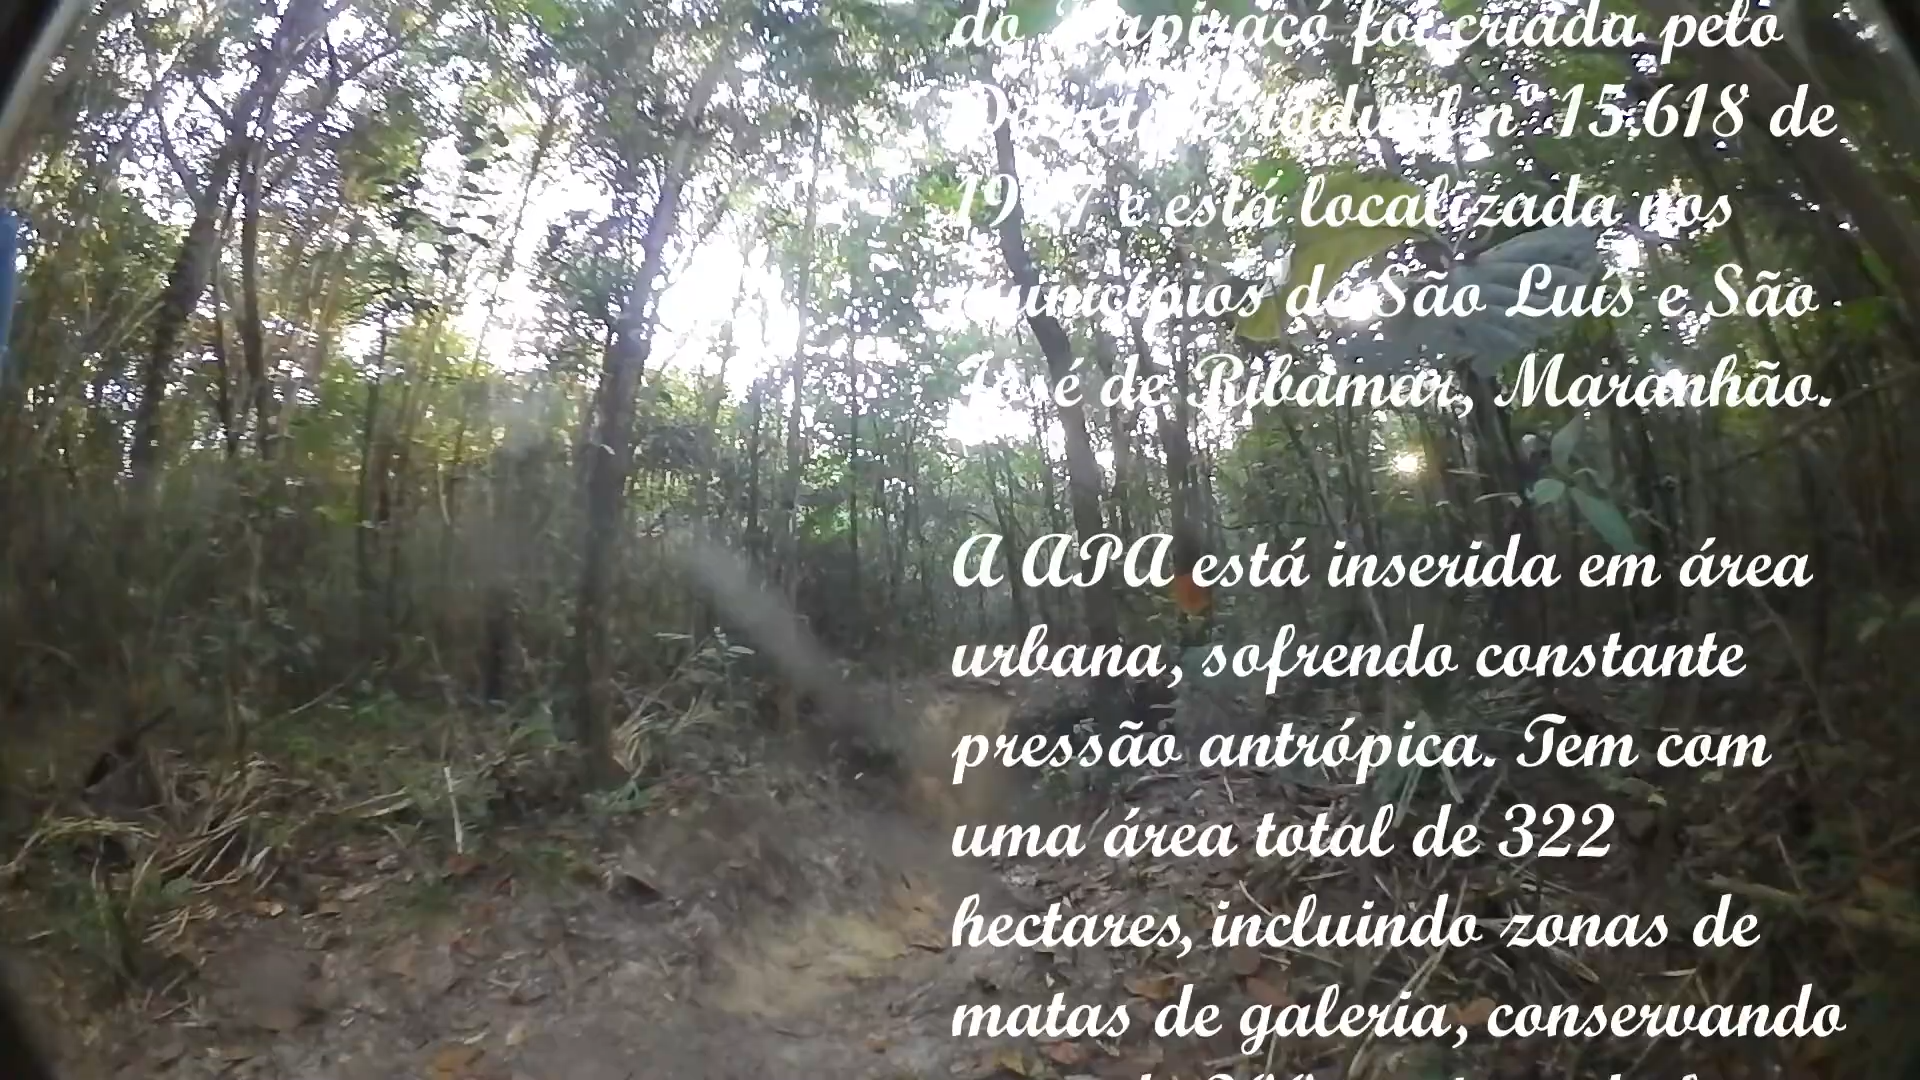 do Itapiracó foi criada pelo
Decreto Estadual nº 15.618 de
e está localizada nos
municípios de São Luís e São
José de Ribamar, Maranhão.
A APA está inserida em área
urbana, sofrendo constante
pressão antrópica. Tem com
uma área total de 322
hectares, incluindo zonas de
matas de galeria, conservando